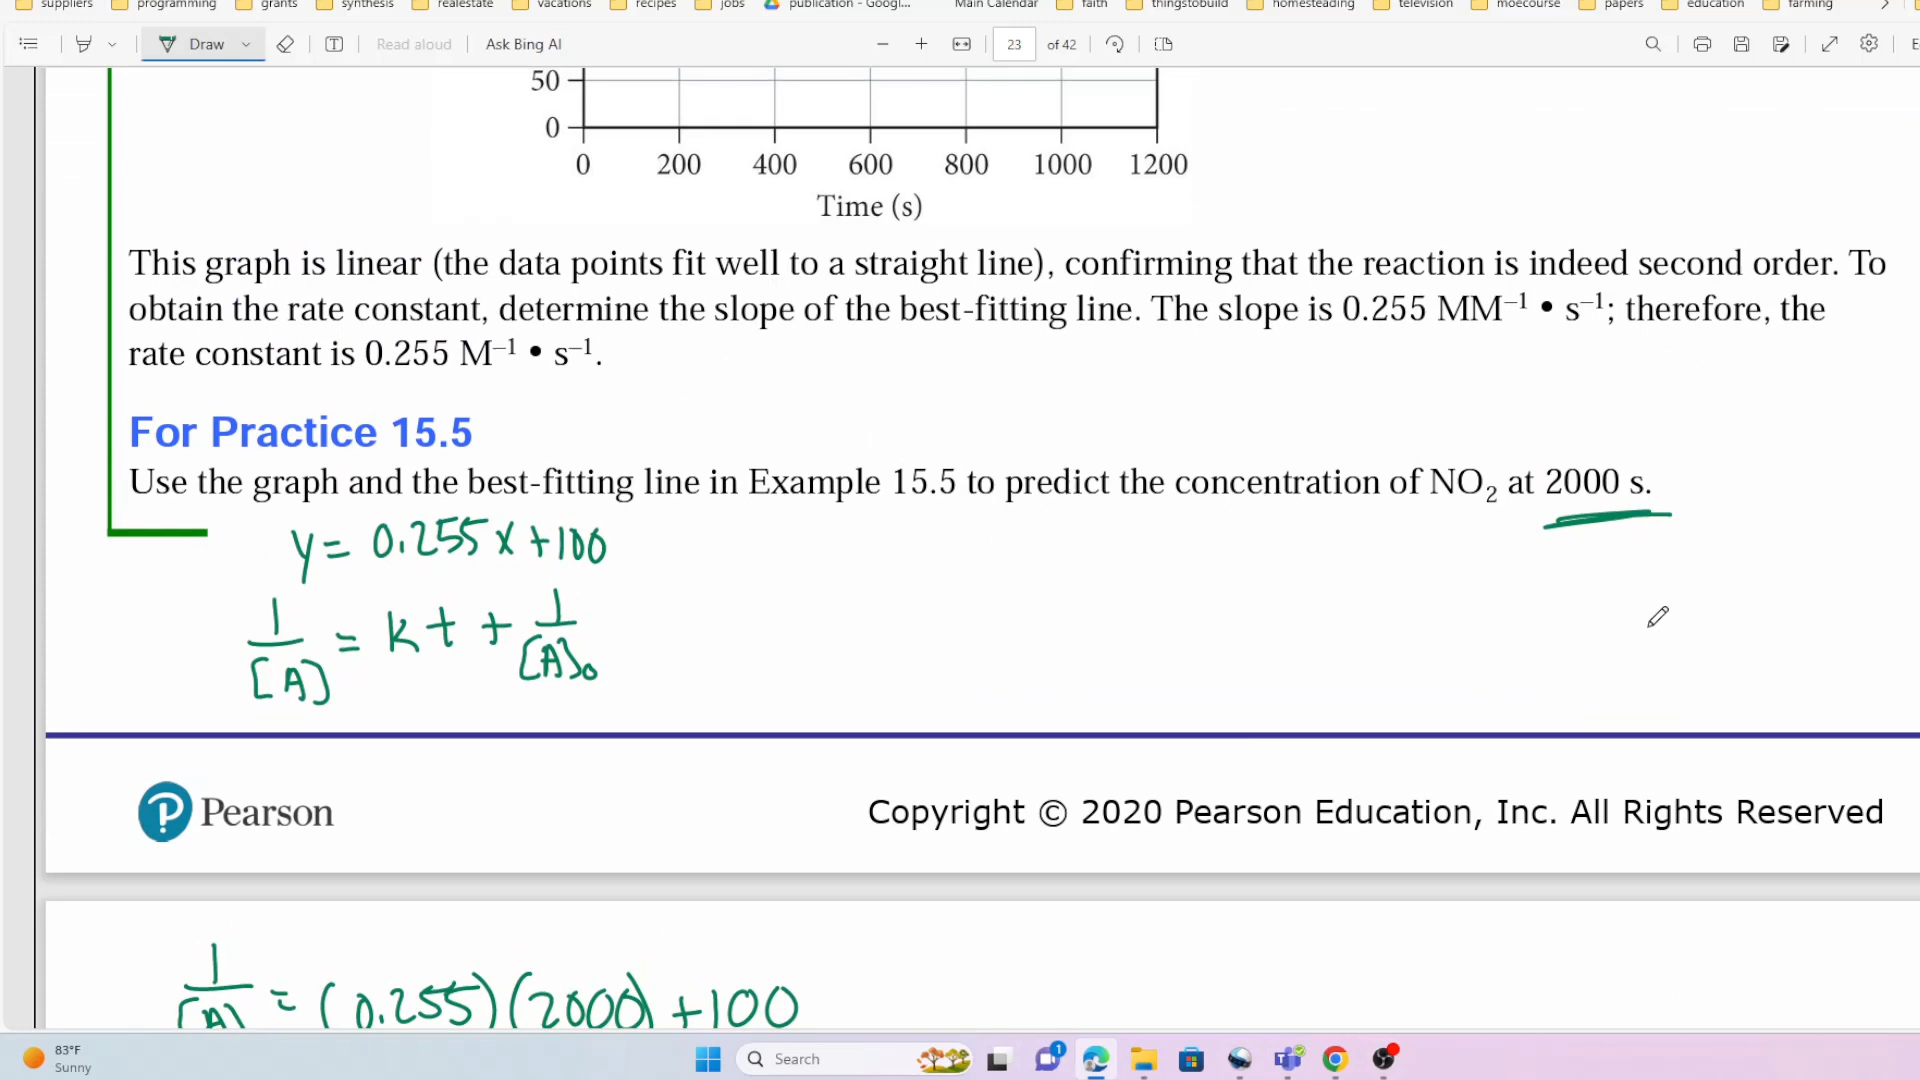 suppliers programming grants synthesis realestate vacations recipes jobs publication - Googl... Main Calendar faith thingstobuild homesteading television moecourse papers education farming
Draw Read aloud Ask Bing AI 23 of 42
50
0
0 200 400 600 800 1000 1200
Time (s)
This graph is linear (the data points fit well to a straight line), confirming that the reaction is indeed second order. To
obtain the rate constant, determine the slope of the best-fitting line. The slope is 0.255 MM⁻¹ • s⁻¹; therefore, the
rate constant is 0.255 M⁻¹ • s⁻¹.
For Practice 15.5
Use the graph and the best-fitting line in Example 15.5 to predict the concentration of NO₂ at 2000 s.
y = 0.255x +100
1/[A] = kt + 1/[A]₀
Pearson
Copyright © 2020 Pearson Education, Inc. All Rights Reserved
1/[A] = (0.255)(2000) +100
83°F
Sunny
Search
1